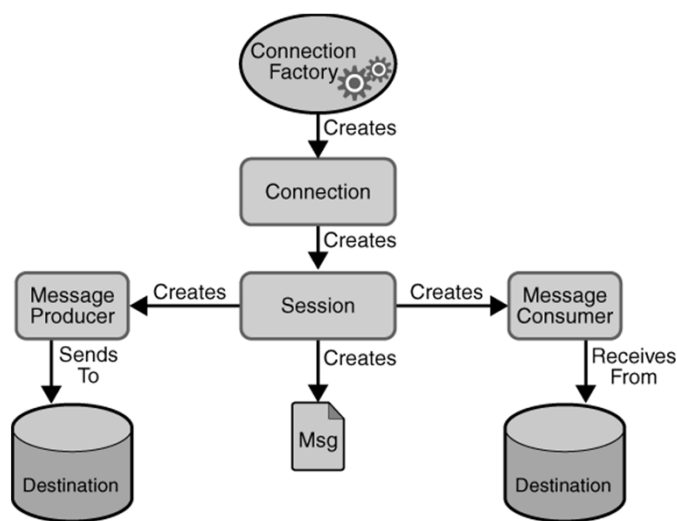 Connection
Factory
Creates
Connection
Creates
Message
Producer
Creates
Session
Creates
Message
Consumer
Sends
To
Creates
Receives
From
Msg
Destination
Destination